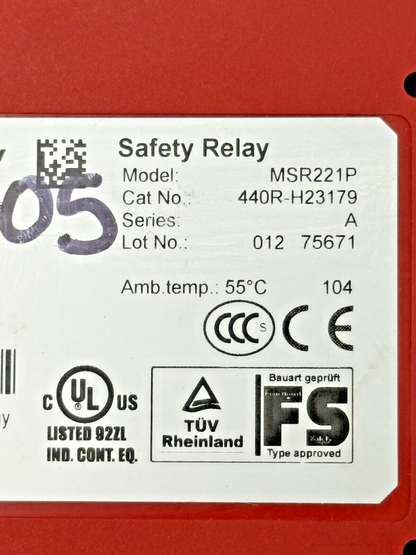 05
Safety Relay
Model: MSR221P
Cat No.: 440R-H23179
Series: A
Lot No.: 012 75671
Amb.temp.: 55°C 104
CCC S CE
C UL US
LISTED 92ZL
IND. CONT. EQ.
TÜV
Rheinland
Bauart geprüft
FS
Type approved